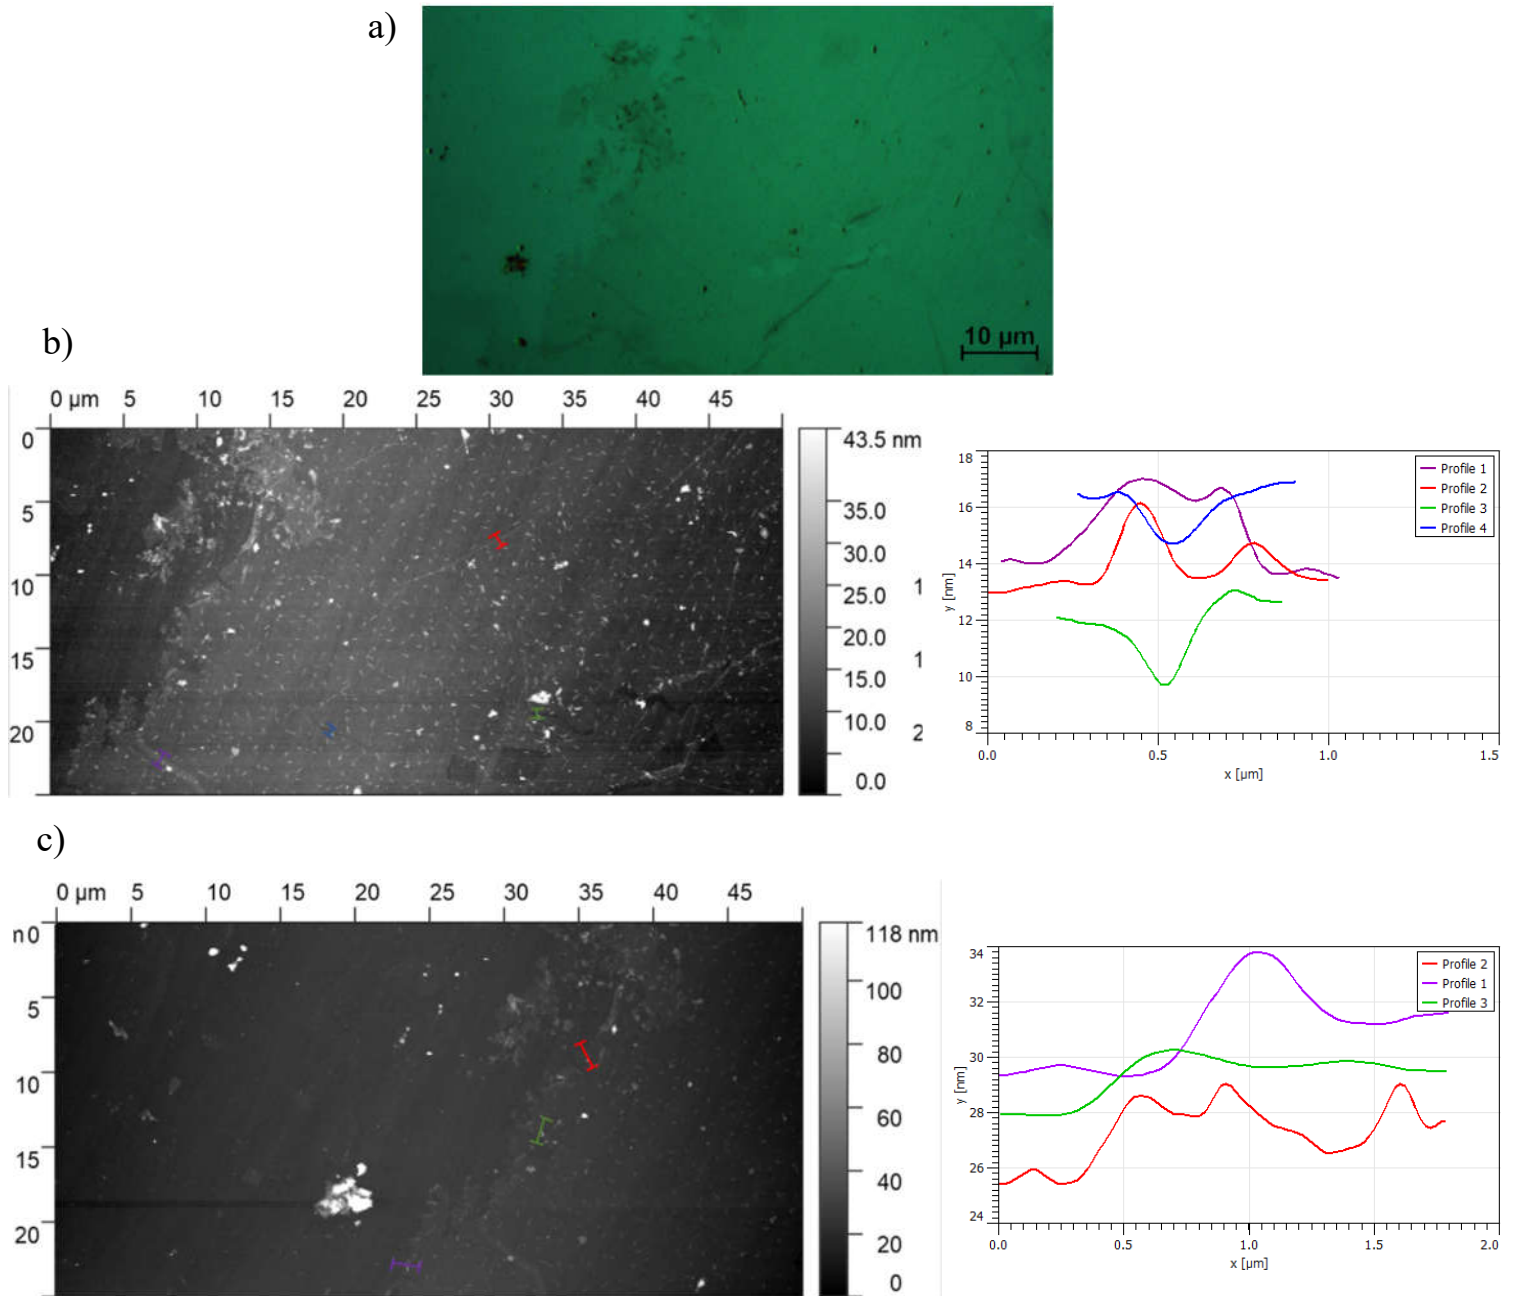 a)
10 µm
b)
0 µm 5 10 15 20 25 30 35 40 45
0
5
10
15
20
43.5 nm
35.0
30.0
25.0
20.0
15.0
10.0
0.0
1
1
2
18
16
14
12
10
8
y [nm]
0.0 0.5 1.0 1.5
x [µm]
Profile 1
Profile 2
Profile 3
Profile 4
c)
0 µm 5 10 15 20 25 30 35 40 45
n 0
5
10
15
20
118 nm
100
80
60
40
20
0
34
32
30
28
26
24
y [nm]
0.0 0.5 1.0 1.5 2.0
x [µm]
Profile 2
Profile 1
Profile 3